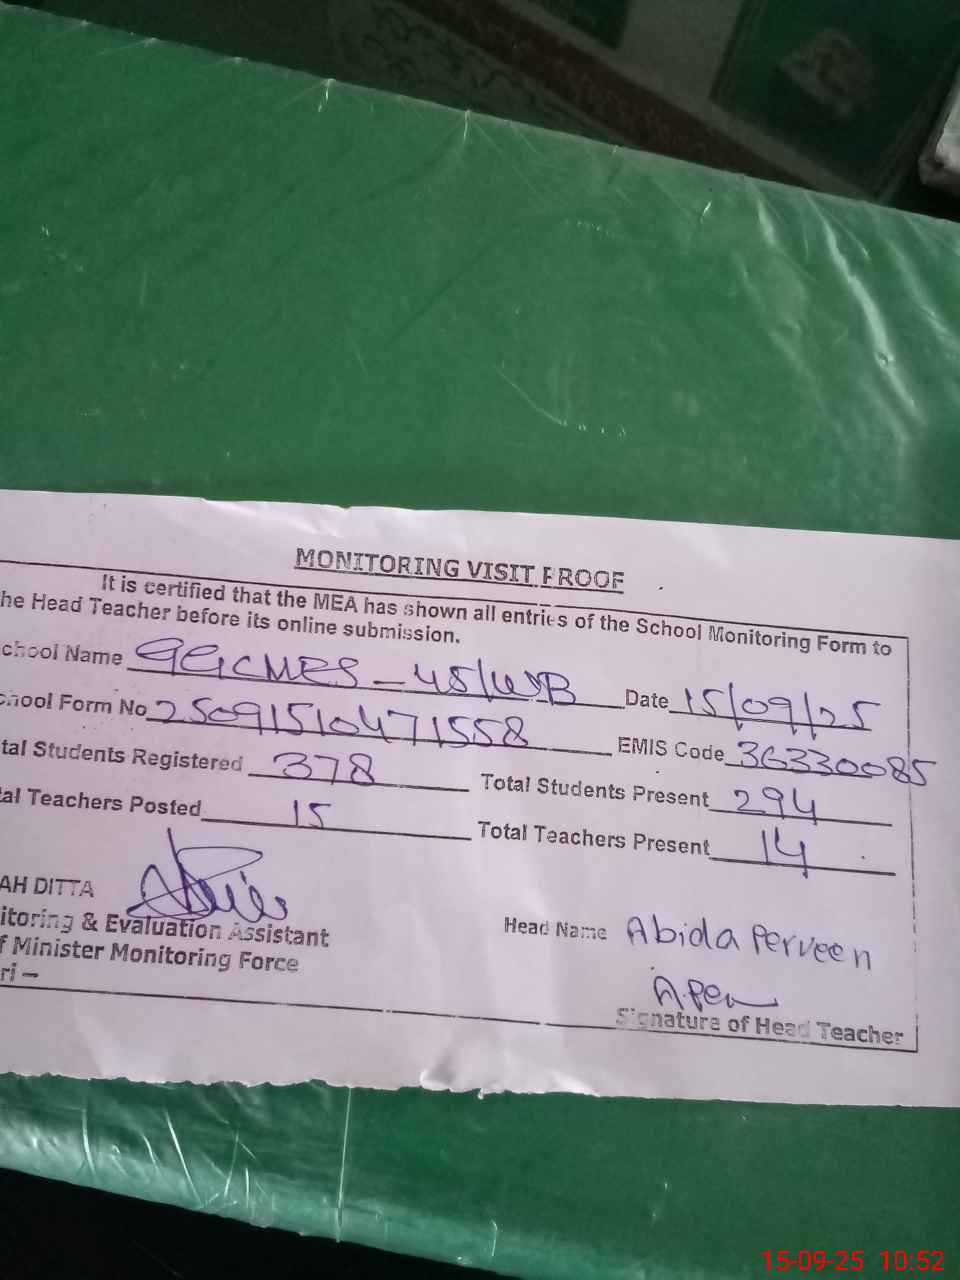 MONITORING VISIT PROOF
It is certified that the MEA has shown all entries of the School Monitoring Form to
he Head Teacher before its online submission.
chool Name GGCMES - 45/WB Date 15/09/25
hool Form No 25091510471558 EMIS Code 36330085
tal Students Registered 378 Total Students Present 294
al Teachers Posted 15 Total Teachers Present 14
AH DITTA
itoring & Evaluation Assistant Head Name Abida Perveen
f Minister Monitoring Force
ri –
Signature of Head Teacher
15-09-25 10:52